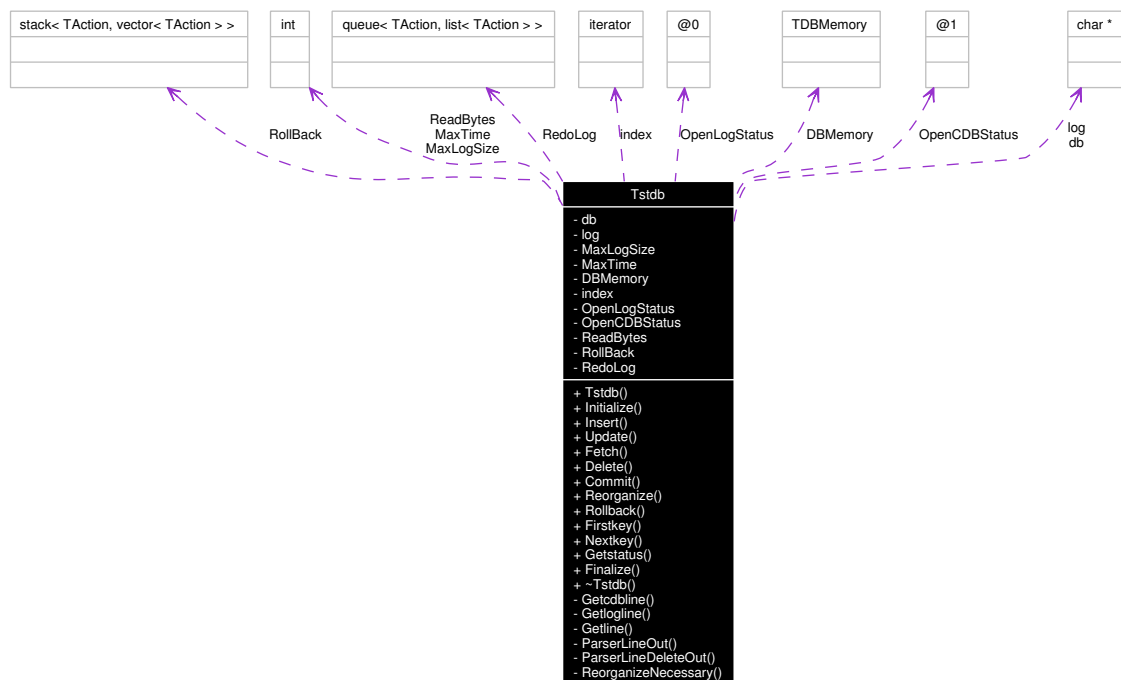 stack< TAction, vector< TAction > >
int
queue< TAction, list< TAction > >
iterator
@0
TDBMemory
@1
char *
RollBack
ReadBytes
MaxTime
MaxLogSize
RedoLog
index
OpenLogStatus
DBMemory
OpenCDBStatus
log
db
Tstdb
- db
- log
- MaxLogSize
- MaxTime
- DBMemory
- index
- OpenLogStatus
- OpenCDBStatus
- ReadBytes
- RollBack
- RedoLog
+ Tstdb()
+ Initialize()
+ Insert()
+ Update()
+ Fetch()
+ Delete()
+ Commit()
+ Reorganize()
+ Rollback()
+ Firstkey()
+ Nextkey()
+ Getstatus()
+ Finalize()
+ ~Tstdb()
- Getcdbline()
- Getlogline()
- Getline()
- ParserLineOut()
- ParserLineDeleteOut()
- ReorganizeNecessary()